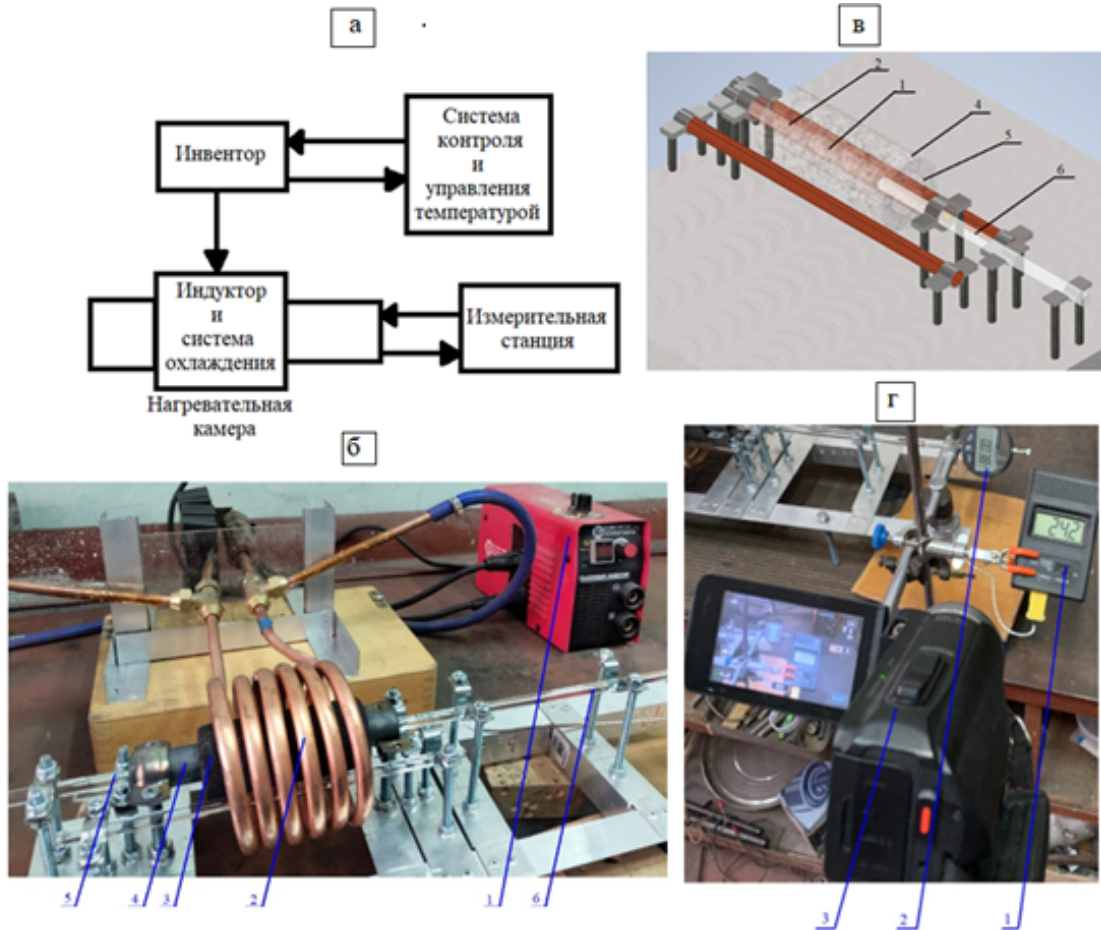 а
в
Инвентор
Система
контроля
и
управления
температурой
Индуктор
и
система
охлаждения
Измерительная
станция
Нагревательная
камера
2
1
4
5
6
б
г
5
4
3
2
1
6
242
3
2
1